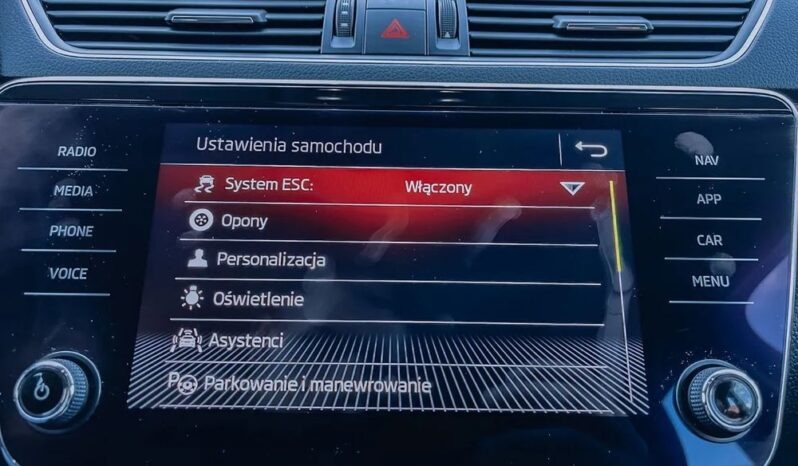 Ustawienia samochodu
RADIO
MEDIA
PHONE
VOICE
System ESC: Włączony
Opony
Personalizacja
Oświetlenie
Asystenci
Parkowanie i manewrowanie
NAV
APP
CAR
MENU